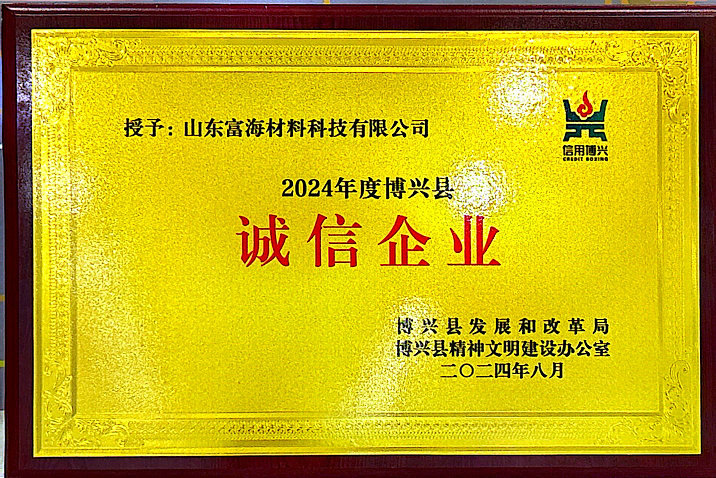 授予：山东富海材料科技有限公司
信用博兴
CREDIT BOXING
2024年度博兴县
诚信企业
博兴县发展和改革局
博兴县精神文明建设办公室
二〇二四年八月